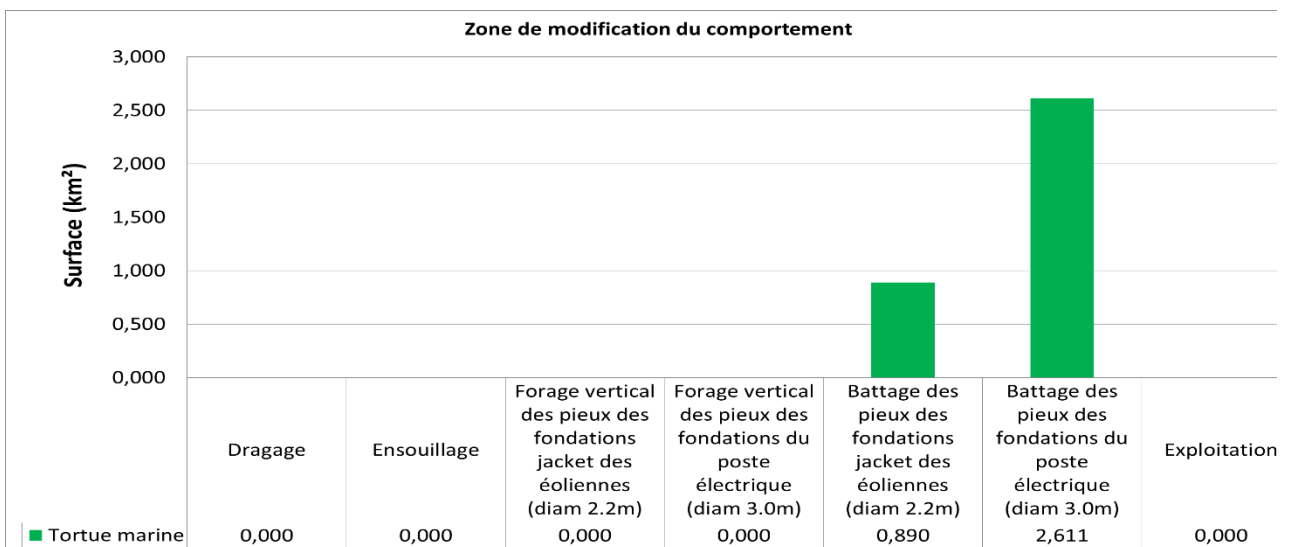 Zone de modification du comportement
3,000
2,500
2,000
1,500
1,000
0,500
0,000
Surface (km²)
Dragage
Ensouillage
Forage vertical
des pieux des
fondations
jacket des
éoliennes
(diam 2.2m)
Forage vertical
des pieux des
fondations du
poste
électrique
(diam 3.0m)
Battage des
pieux des
fondations
jacket des
éoliennes
(diam 2.2m)
Battage des
pieux des
fondations du
poste
électrique
(diam 3.0m)
Exploitation
Tortue marine 0,000 0,000 0,000 0,000 0,890 2,611 0,000